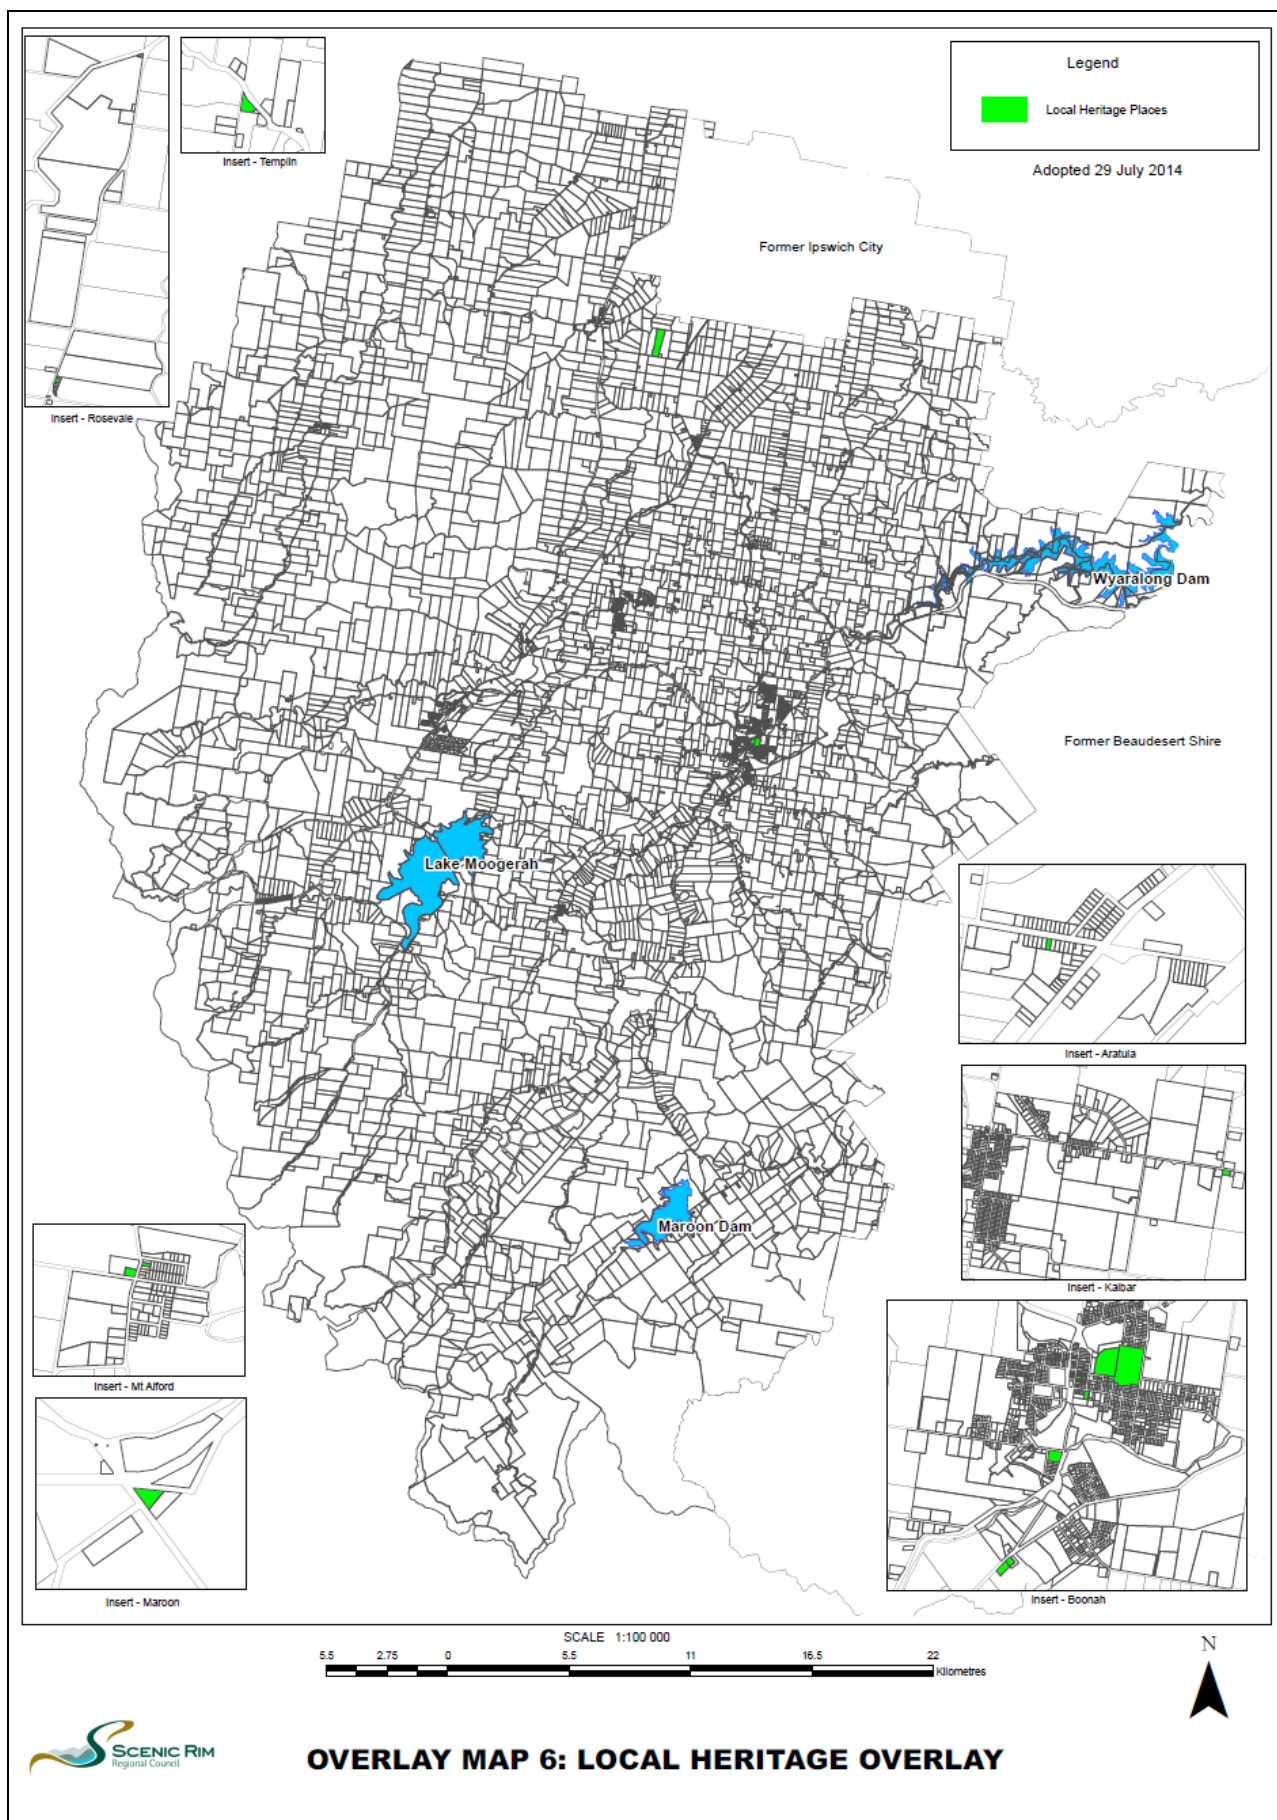 Legend
Local Heritage Places
Adopted 29 July 2014
Insert - Templin
Former Ipswich City
Insert - Rosevale
Wyaralong Dam
Former Beaudesert Shire
Lake Moogerah
Insert - Aratula
Maroon Dam
Insert - Kalbar
Insert - Mt Alford
Insert - Maroon
Insert - Boonah
SCALE 1:100 000
5.5 2.75 0 5.5 11 16.5 22
Kilometres
N
SCENIC RIM
Regional Council
OVERLAY MAP 6: LOCAL HERITAGE OVERLAY